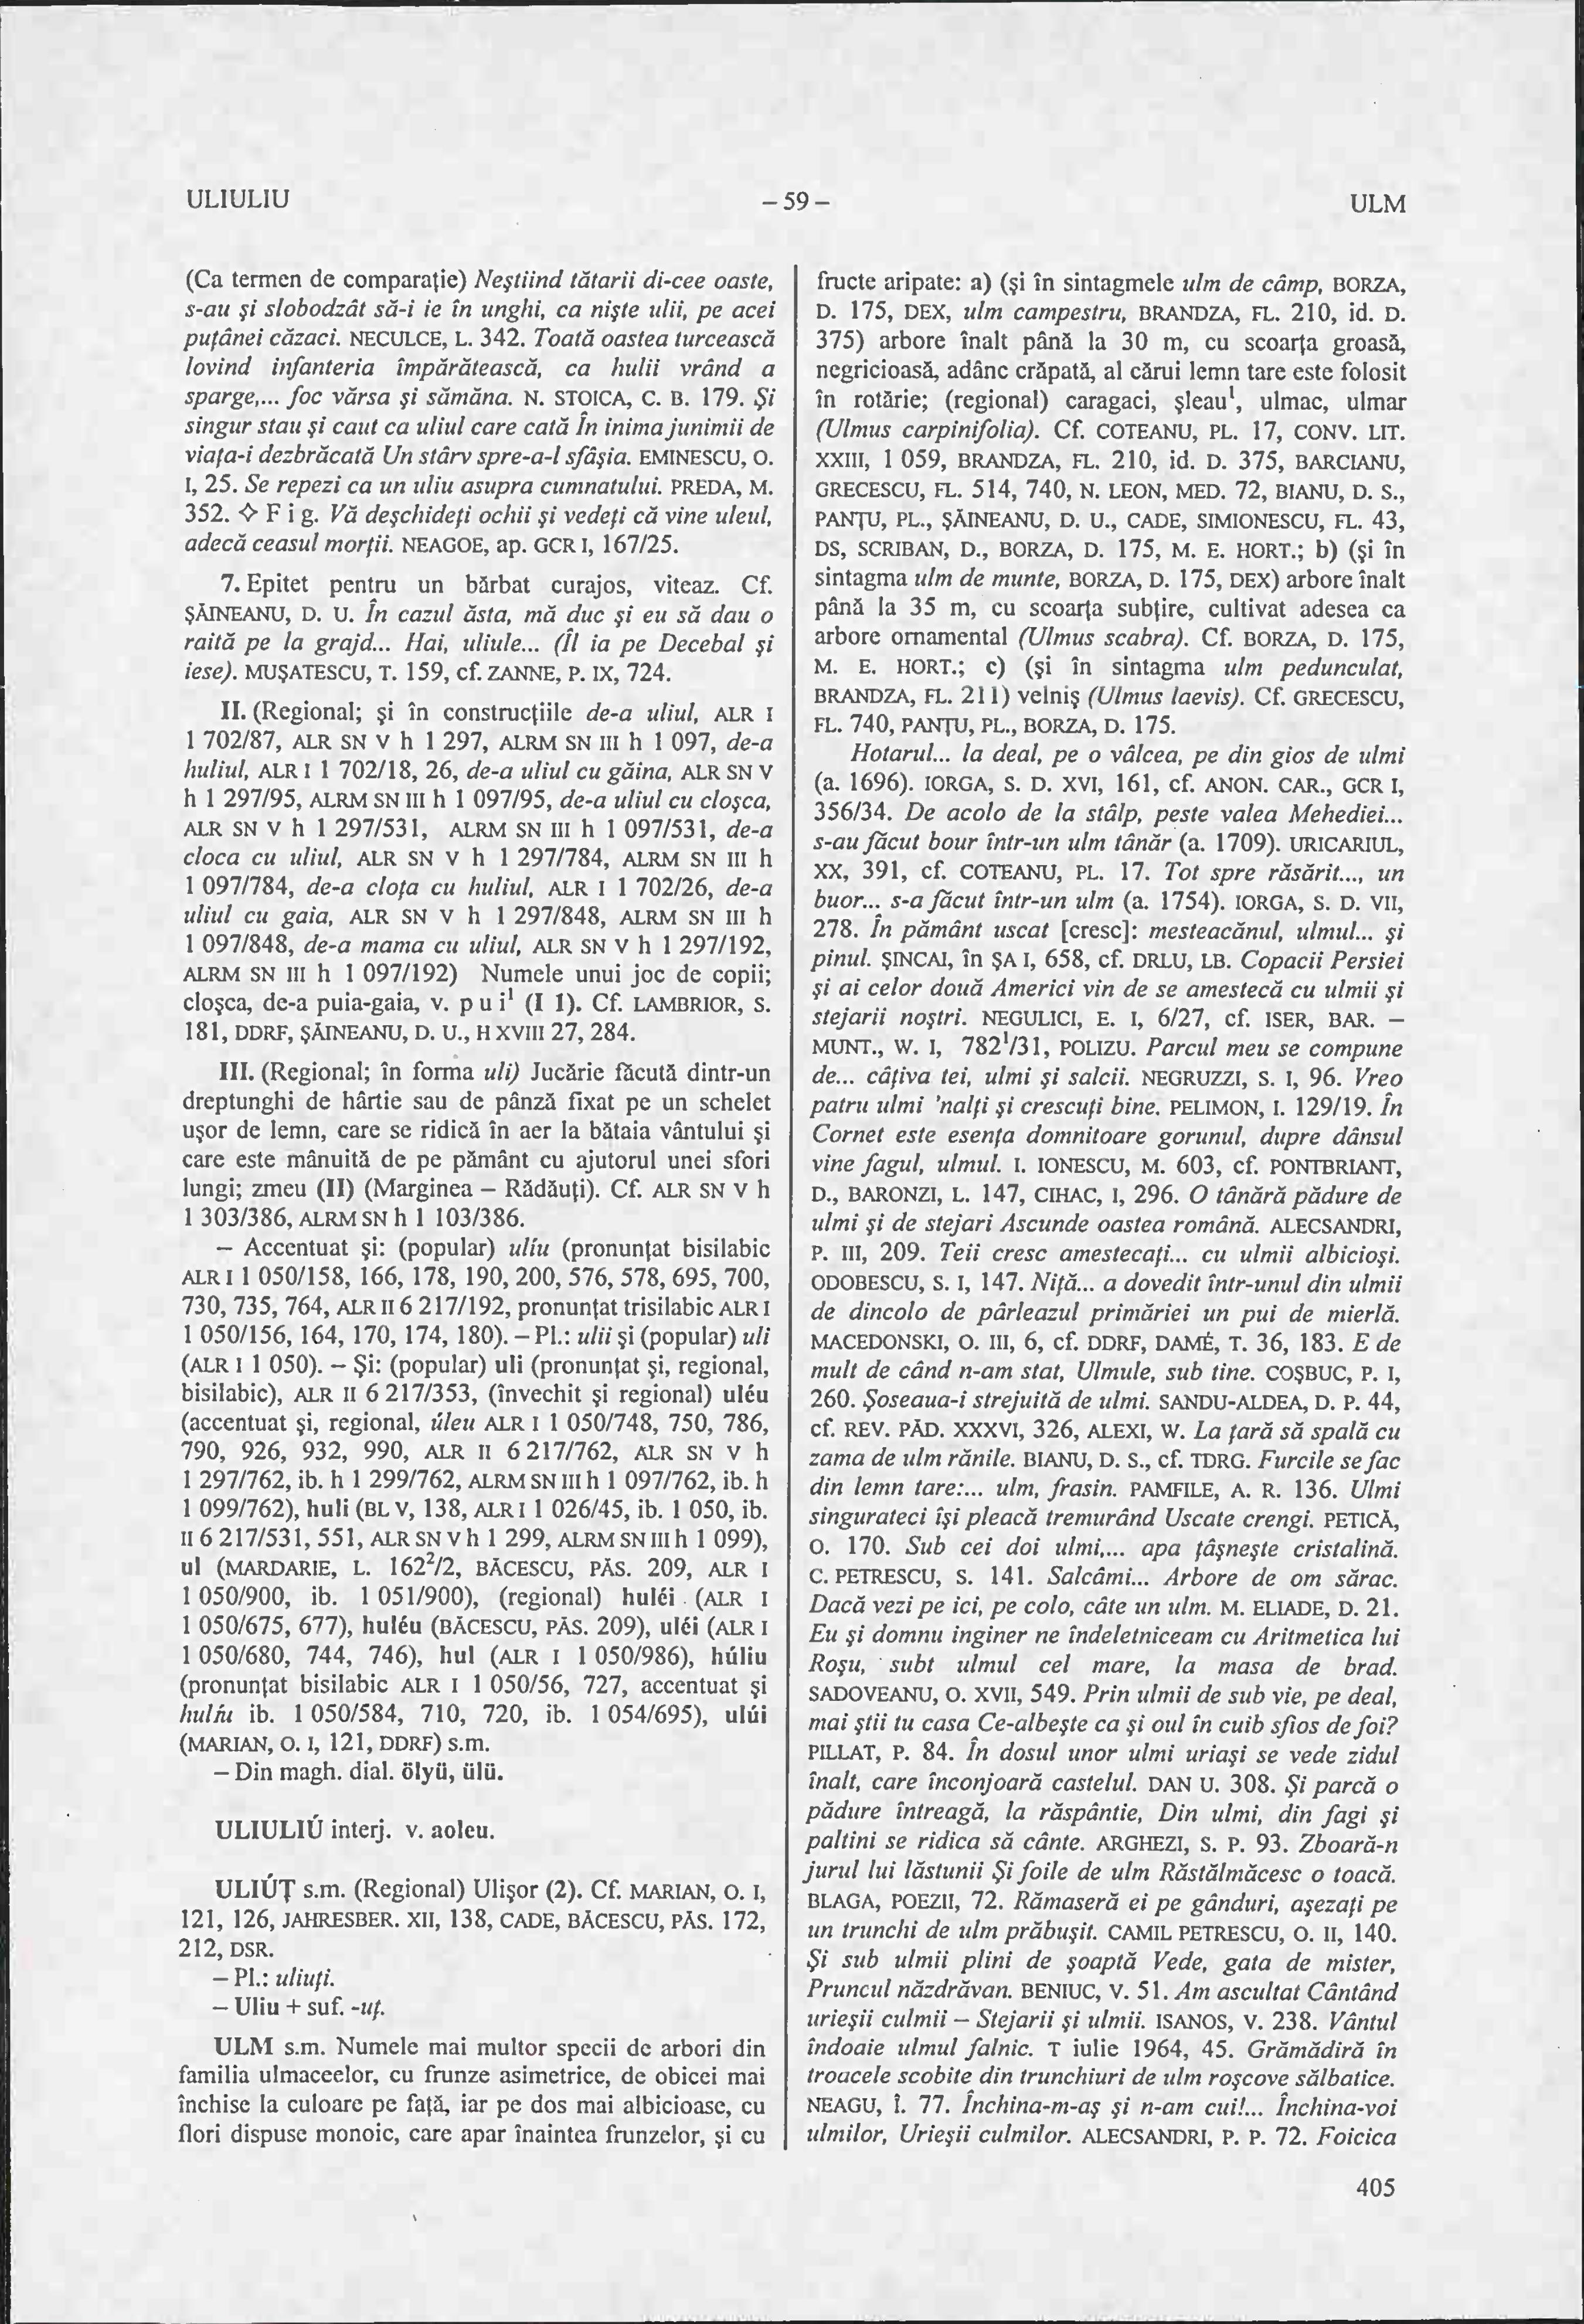 ULIULIU
– 59 –
ULM
(Ca termen de comparaţie) Neştiind tătarii di-cee oaste,
s-au şi slobodzât să-i ie în unghi, ca nişte ulii, pe acei
puţânei căzaci. NECULCE, L. 342. Toată oastea turcească
lovind infanteria împărătească, ca hulii vrând a
sparge,... foc vărsa şi sămăna. N. STOICA, C. B. 179. Şi
singur stau şi caut ca uliul care cată În inima junimii de
viaţa-i dezbrăcată Un stârv spre-a-l sfâşia. EMINESCU, O.
I, 25. Se repezi ca un uliu asupra cumnatului. PREDA, M.
352. ◇ F i g. Vă deşchideţi ochii şi vedeţi că vine uleul,
adecă ceasul morţii. NEAGOE, ap. GCR I, 167/25.
7. Epitet pentru un bărbat curajos, viteaz. Cf.
ŞĂINEANU, D. U. În cazul ăsta, mă duc şi eu să dau o
raită pe la grajd... Hai, uliule... (Îl ia pe Decebal şi
iese). MUŞATESCU, T. 159, cf. ZANNE, P. IX, 724.
II. (Regional; şi în construcţiile de-a uliul, ALR I
1 702/87, ALR SN V h 1 297, ALRM SN III h 1 097, de-a
huliul, ALR I 1 702/18, 26, de-a uliul cu găina, ALR SN V
h 1 297/95, ALRM SN III h 1 097/95, de-a uliul cu cloşca,
ALR SN V h 1 297/531, ALRM SN III h 1 097/531, de-a
cloca cu uliul, ALR SN V h 1 297/784, ALRM SN III h
1 097/784, de-a cloţa cu huliul, ALR I 1 702/26, de-a
uliul cu gaia, ALR SN V h 1 297/848, ALRM SN III h
1 097/848, de-a mama cu uliul, ALR SN V h 1 297/192,
ALRM SN III h 1 097/192) Numele unui joc de copii;
cloşca, de-a puia-gaia, v. p u i¹ (I 1). Cf. LAMBRIOR, S.
181, DDRF, ŞĂINEANU, D. U., H XVIII 27, 284.
III. (Regional; în forma uli) Jucărie făcută dintr-un
dreptunghi de hârtie sau de pânză fixat pe un schelet
uşor de lemn, care se ridică în aer la bătaia vântului şi
care este mânuită de pe pământ cu ajutorul unei sfori
lungi; zmeu (II) (Marginea – Rădăuţi). Cf. ALR SN V h
1 303/386, ALRM SN h 1 103/386.
– Accentuat şi: (popular) ulíu (pronunţat bisilabic
ALR I 1 050/158, 166, 178, 190, 200, 576, 578, 695, 700,
730, 735, 764, ALR II 6 217/192, pronunţat trisilabic ALR I
1 050/156, 164, 170, 174, 180). – Pl.: ulii şi (popular) uli
(ALR I 1 050). – Şi: (popular) uli (pronunţat şi, regional,
bisilabic), ALR II 6 217/353, (învechit şi regional) uléu
(accentuat şi, regional, úleu ALR I 1 050/748, 750, 786,
790, 926, 932, 990, ALR II 6 217/762, ALR SN V h
1 297/762, ib. h 1 299/762, ALRM SN III h 1 097/762, ib. h
1 099/762), huli (BL V, 138, ALR I 1 026/45, ib. 1 050, ib.
II 6 217/531, 551, ALR SN V h 1 299, ALRM SN III h 1 099),
ul (MARDARIE, L. 162²/2, BĂCESCU, PĂS. 209, ALR I
1 050/900, ib. 1 051/900), (regional) huléi (ALR I
1 050/675, 677), huléu (BĂCESCU, PĂS. 209), uléi (ALR I
1 050/680, 744, 746), hul (ALR I 1 050/986), húliu
(pronunţat bisilabic ALR I 1 050/56, 727, accentuat şi
hulíu ib. 1 050/584, 710, 720, ib. 1 054/695), ulúi
(MARIAN, O. I, 121, DDRF) s.m.
– Din magh. dial. ölyü, ülü.
ULIULIÚ interj. v. aoleu.
ULIÚŢ s.m. (Regional) Ulişor (2). Cf. MARIAN, O. I,
121, 126, JAHRESBER. XII, 138, CADE, BĂCESCU, PĂS. 172,
212, DSR.
– Pl.: uliuţi.
– Uliu + suf. -uţ.
ULM s.m. Numele mai multor specii de arbori din
familia ulmaceelor, cu frunze asimetrice, de obicei mai
închise la culoare pe faţă, iar pe dos mai albicioase, cu
flori dispuse monoic, care apar înaintea frunzelor, şi cu
fructe aripate: a) (şi în sintagmele ulm de câmp, BORZA,
D. 175, DEX, ulm campestru, BRANDZA, FL. 210, id. D.
375) arbore înalt până la 30 m, cu scoarţa groasă,
negricioasă, adânc crăpată, al cărui lemn tare este folosit
în rotărie; (regional) caragaci, şleau¹, ulmac, ulmar
(Ulmus carpinifolia). Cf. COTEANU, PL. 17, CONV. LIT.
XXIII, 1 059, BRANDZA, FL. 210, id. D. 375, BARCIANU,
GRECESCU, FL. 514, 740, N. LEON, MED. 72, BIANU, D. S.,
PANŢU, PL., ŞĂINEANU, D. U., CADE, SIMIONESCU, FL. 43,
DS, SCRIBAN, D., BORZA, D. 175, M. E. HORT.; b) (şi în
sintagma ulm de munte, BORZA, D. 175, DEX) arbore înalt
până la 35 m, cu scoarţa subţire, cultivat adesea ca
arbore ornamental (Ulmus scabra). Cf. BORZA, D. 175,
M. E. HORT.; c) (şi în sintagma ulm pedunculat,
BRANDZA, FL. 211) velniş (Ulmus laevis). Cf. GRECESCU,
FL. 740, PANŢU, PL., BORZA, D. 175.
Hotarul... la deal, pe o vâlcea, pe din gios de ulmi
(a. 1696). IORGA, S. D. XVI, 161, cf. ANON. CAR., GCR I,
356/34. De acolo de la stâlp, peste valea Mehediei...
s-au făcut bour într-un ulm tânăr (a. 1709). URICARIUL,
XX, 391, cf. COTEANU, PL. 17. Tot spre răsărit..., un
buor... s-a făcut într-un ulm (a. 1754). IORGA, S. D. VII,
278. În pământ uscat [cresc]: mesteacănul, ulmul... şi
pinul. ŞINCAI, în ŞA I, 658, cf. DRLU, LB. Copacii Persiei
şi ai celor două Americi vin de se amestecă cu ulmii şi
stejarii noştri. NEGULICI, E. I, 6/27, cf. ISER, BAR. –
MUNT., W. I, 782¹/31, POLIZU. Parcul meu se compune
de... câţiva tei, ulmi şi salcii. NEGRUZZI, S. I, 96. Vreo
patru ulmi ’nalţi şi crescuţi bine. PELIMON, I. 129/19. În
Cornet este esenţa domnitoare gorunul, dupre dânsul
vine fagul, ulmul. I. IONESCU, M. 603, cf. PONTBRIANT,
D., BARONZI, L. 147, CIHAC, I, 296. O tânără pădure de
ulmi şi de stejari Ascunde oastea română. ALECSANDRI,
P. III, 209. Teii cresc amestecaţi... cu ulmii albicioşi.
ODOBESCU, S. I, 147. Niţă... a dovedit într-unul din ulmii
de dincolo de pârleazul primăriei un pui de mierlă.
MACEDONSKI, O. III, 6, cf. DDRF, DAMÉ, T. 36, 183. E de
mult de când n-am stat, Ulmule, sub tine. COŞBUC, P. I,
260. Şoseaua-i strejuită de ulmi. SANDU-ALDEA, D. P. 44,
cf. REV. PĂD. XXXVI, 326, ALEXI, W. La ţară să spală cu
zama de ulm rănile. BIANU, D. S., cf. TDRG. Furcile se fac
din lemn tare:... ulm, frasin. PAMFILE, A. R. 136. Ulmi
singurateci îşi pleacă tremurând Uscate crengi. PETICĂ,
O. 170. Sub cei doi ulmi,... apa ţâşneşte cristalină.
C. PETRESCU, S. 141. Salcâmi... Arbore de om sărac.
Dacă vezi pe ici, pe colo, câte un ulm. M. ELIADE, D. 21.
Eu şi domnu inginer ne îndeletniceam cu Aritmetica lui
Roşu, subt ulmul cel mare, la masa de brad.
SADOVEANU, O. XVII, 549. Prin ulmii de sub vie, pe deal,
mai ştii tu casa Ce-albeşte ca şi oul în cuib sfios de foi?
PILLAT, P. 84. În dosul unor ulmi uriaşi se vede zidul
înalt, care înconjoară castelul. DAN U. 308. Şi parcă o
pădure întreagă, la răspântie, Din ulmi, din fagi şi
paltini se ridica să cânte. ARGHEZI, S. P. 93. Zboară-n
jurul lui lăstunii Şi foile de ulm Răstălmăcesc o toacă.
BLAGA, POEZII, 72. Rămaseră ei pe gânduri, aşezaţi pe
un trunchi de ulm prăbuşit. CAMIL PETRESCU, O. II, 140.
Şi sub ulmii plini de şoaptă Vede, gata de mister,
Pruncul năzdrăvan. BENIUC, V. 51. Am ascultat Cântând
urieşii culmii – Stejarii şi ulmii. ISANOS, V. 238. Vântul
îndoaie ulmul falnic. T iulie 1964, 45. Grămădiră în
troacele scobite din trunchiuri de ulm roşcove sălbatice.
NEAGU, Î. 77. Închina-m-aş şi n-am cui!... Închina-voi
ulmilor, Urieşii culmilor. ALECSANDRI, P. P. 72. Foicica
405